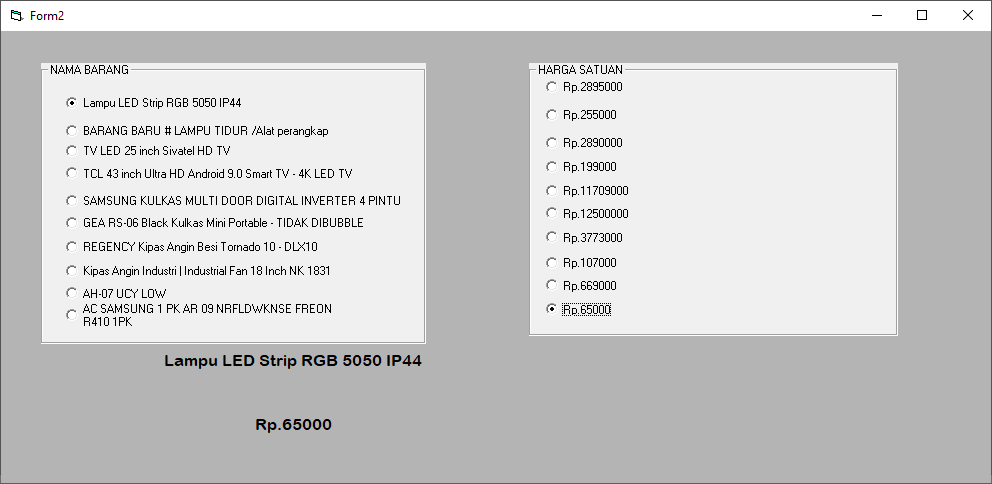 Form2
NAMA BARANG
Lampu LED Strip RGB 5050 IP44
BARANG BARU # LAMPU TIDUR /Alat perangkap
TV LED 25 inch Sivatel HD TV
TCL 43 inch Ultra HD Android 9.0 Smart TV - 4K LED TV
SAMSUNG KULKAS MULTI DOOR DIGITAL INVERTER 4 PINTU
GEA RS-06 Black Kulkas Mini Portable - TIDAK DIBUBBLE
REGENCY Kipas Angin Besi Tornado 10 - DLX10
Kipas Angin Industri | Industrial Fan 18 Inch NK 1831
AH-07 UCY LOW
AC SAMSUNG 1 PK AR 09 NRFLDWKNSE FREON
R410 1PK
HARGA SATUAN
Rp.2895000
Rp.255000
Rp.2890000
Rp.199000
Rp.11709000
Rp.12500000
Rp.3773000
Rp.107000
Rp.669000
Rp.65000
Lampu LED Strip RGB 5050 IP44
Rp.65000